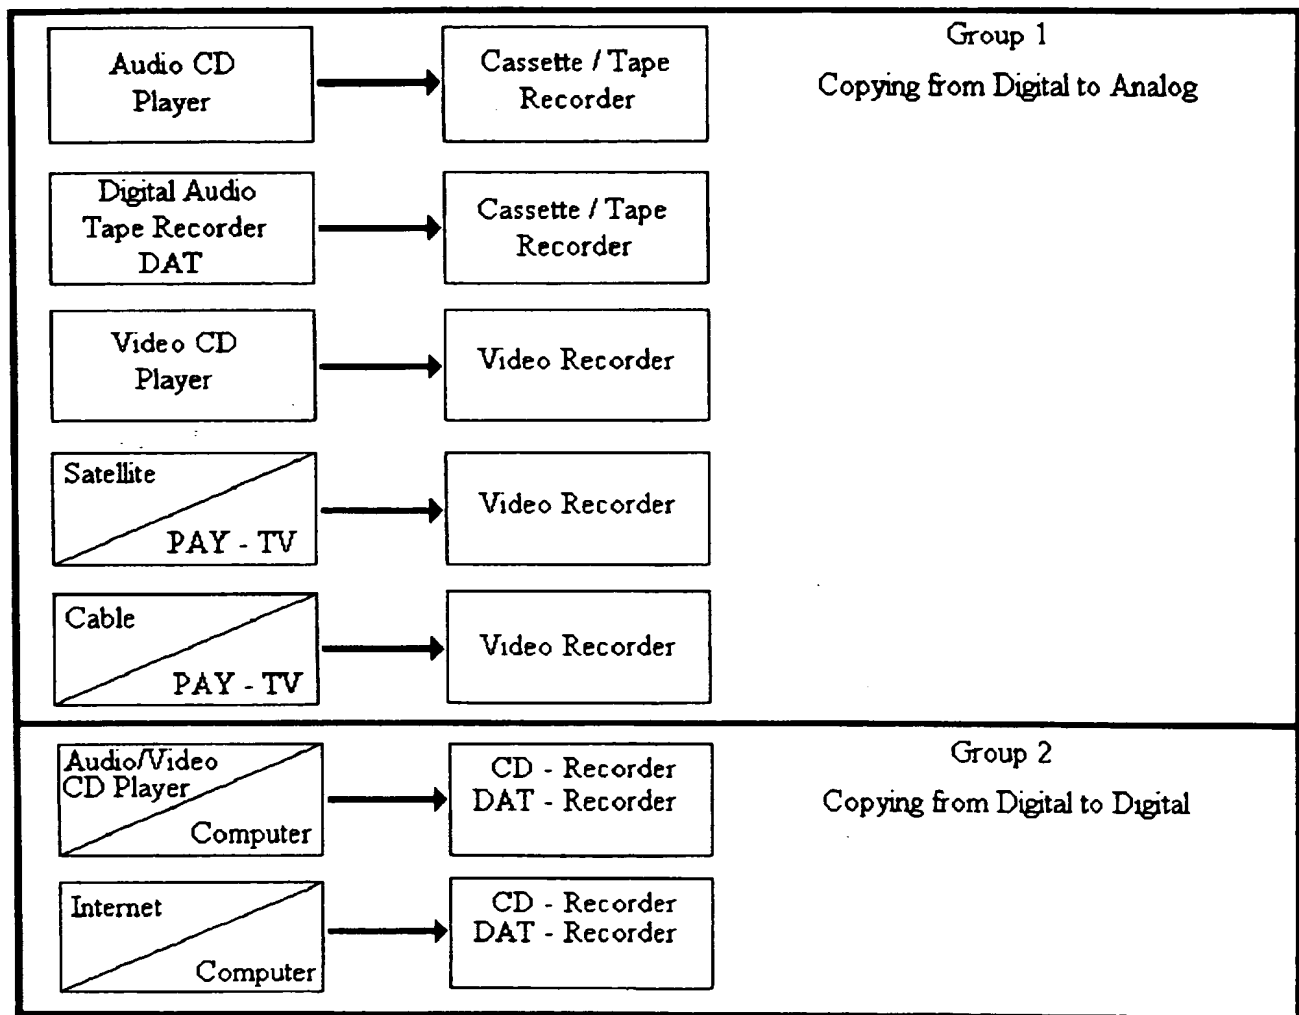 Audio CD
Player
Cassette / Tape
Recorder
Group 1
Copying from Digital to Analog
Digital Audio
Tape Recorder
DAT
Cassette / Tape
Recorder
Video CD
Player
Video Recorder
Satellite
PAY - TV
Video Recorder
Cable
PAY - TV
Video Recorder
Audio/Video
CD Player
Computer
CD - Recorder
DAT - Recorder
Group 2
Copying from Digital to Digital
Internet
Computer
CD - Recorder
DAT - Recorder